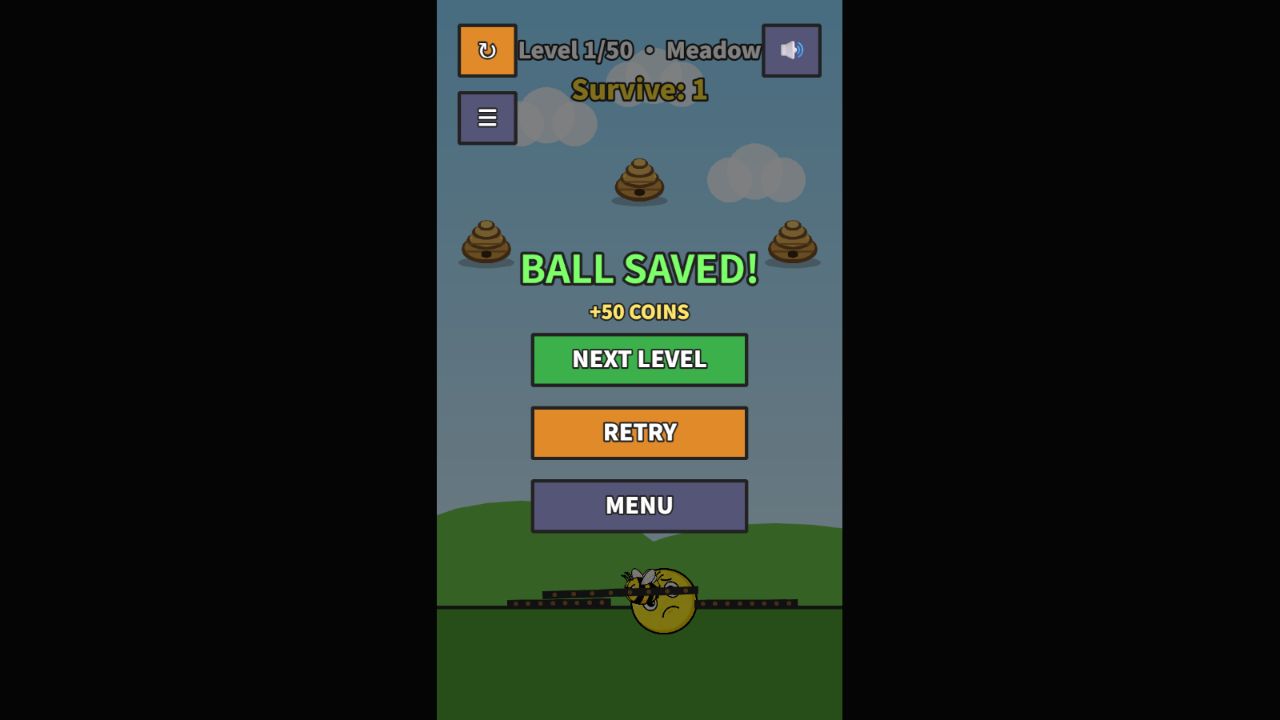 Level 1/50 • Meadow
Survive: 1
BALL SAVED!
+50 COINS
NEXT LEVEL
RETRY
MENU